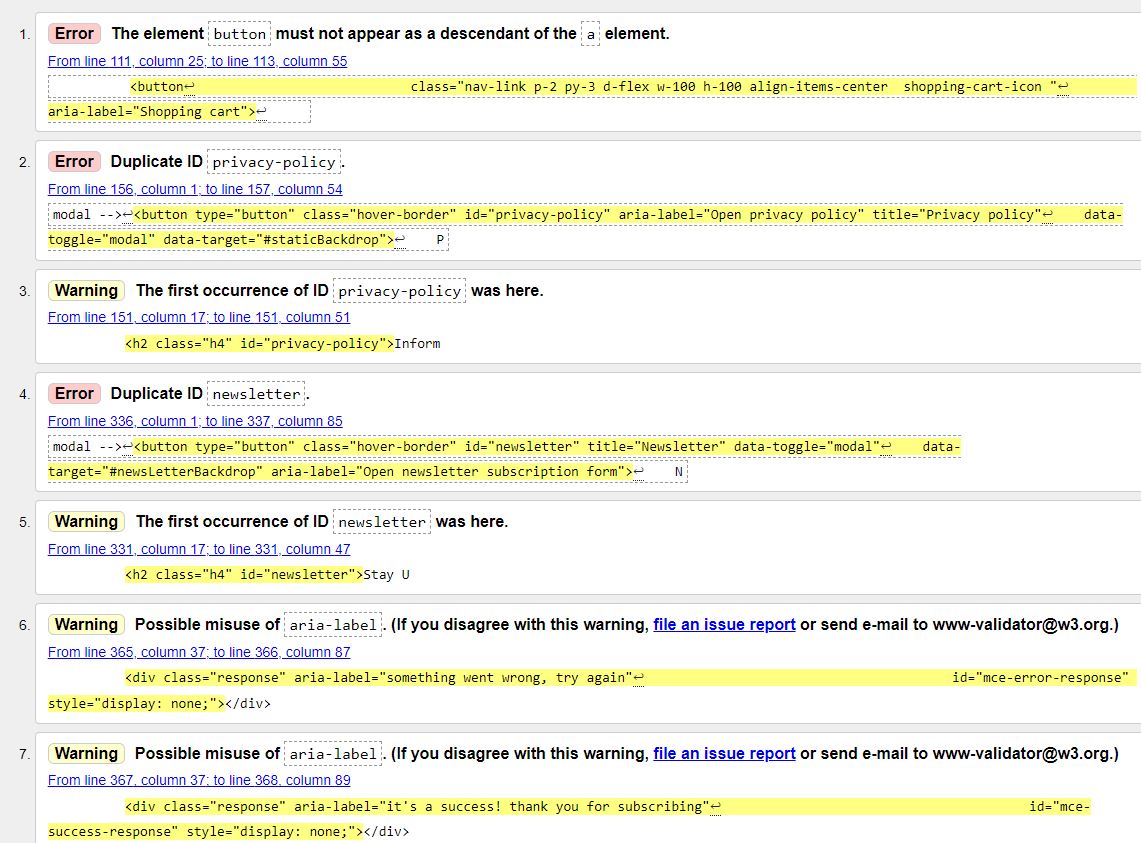 1. Error The element button must not appear as a descendant of the a element.
From line 111, column 25; to line 113, column 55
<button↩ class="nav-link p-2 py-3 d-flex w-100 h-100 align-items-center shopping-cart-icon "↩
aria-label="Shopping cart">↩
2. Error Duplicate ID privacy-policy.
From line 156, column 1; to line 157, column 54
modal -->↩<button type="button" class="hover-border" id="privacy-policy" aria-label="Open privacy policy" title="Privacy policy"↩ data-
toggle="modal" data-target="#staticBackdrop">↩ P
3. Warning The first occurrence of ID privacy-policy was here.
From line 151, column 17; to line 151, column 51
<h2 class="h4" id="privacy-policy">Inform
4. Error Duplicate ID newsletter.
From line 336, column 1; to line 337, column 85
modal -->↩<button type="button" class="hover-border" id="newsletter" title="Newsletter" data-toggle="modal"↩ data-
target="#newsLetterBackdrop" aria-label="Open newsletter subscription form">↩ N
5. Warning The first occurrence of ID newsletter was here.
From line 331, column 17; to line 331, column 47
<h2 class="h4" id="newsletter">Stay U
6. Warning Possible misuse of aria-label. (If you disagree with this warning, file an issue report or send e-mail to www-validator@w3.org.)
From line 365, column 37; to line 366, column 87
<div class="response" aria-label="something went wrong, try again"↩ id="mce-error-response"
style="display: none;"></div>
7. Warning Possible misuse of aria-label. (If you disagree with this warning, file an issue report or send e-mail to www-validator@w3.org.)
From line 367, column 37; to line 368, column 89
<div class="response" aria-label="it's a success! thank you for subscribing"↩ id="mce-
success-response" style="display: none;"></div>